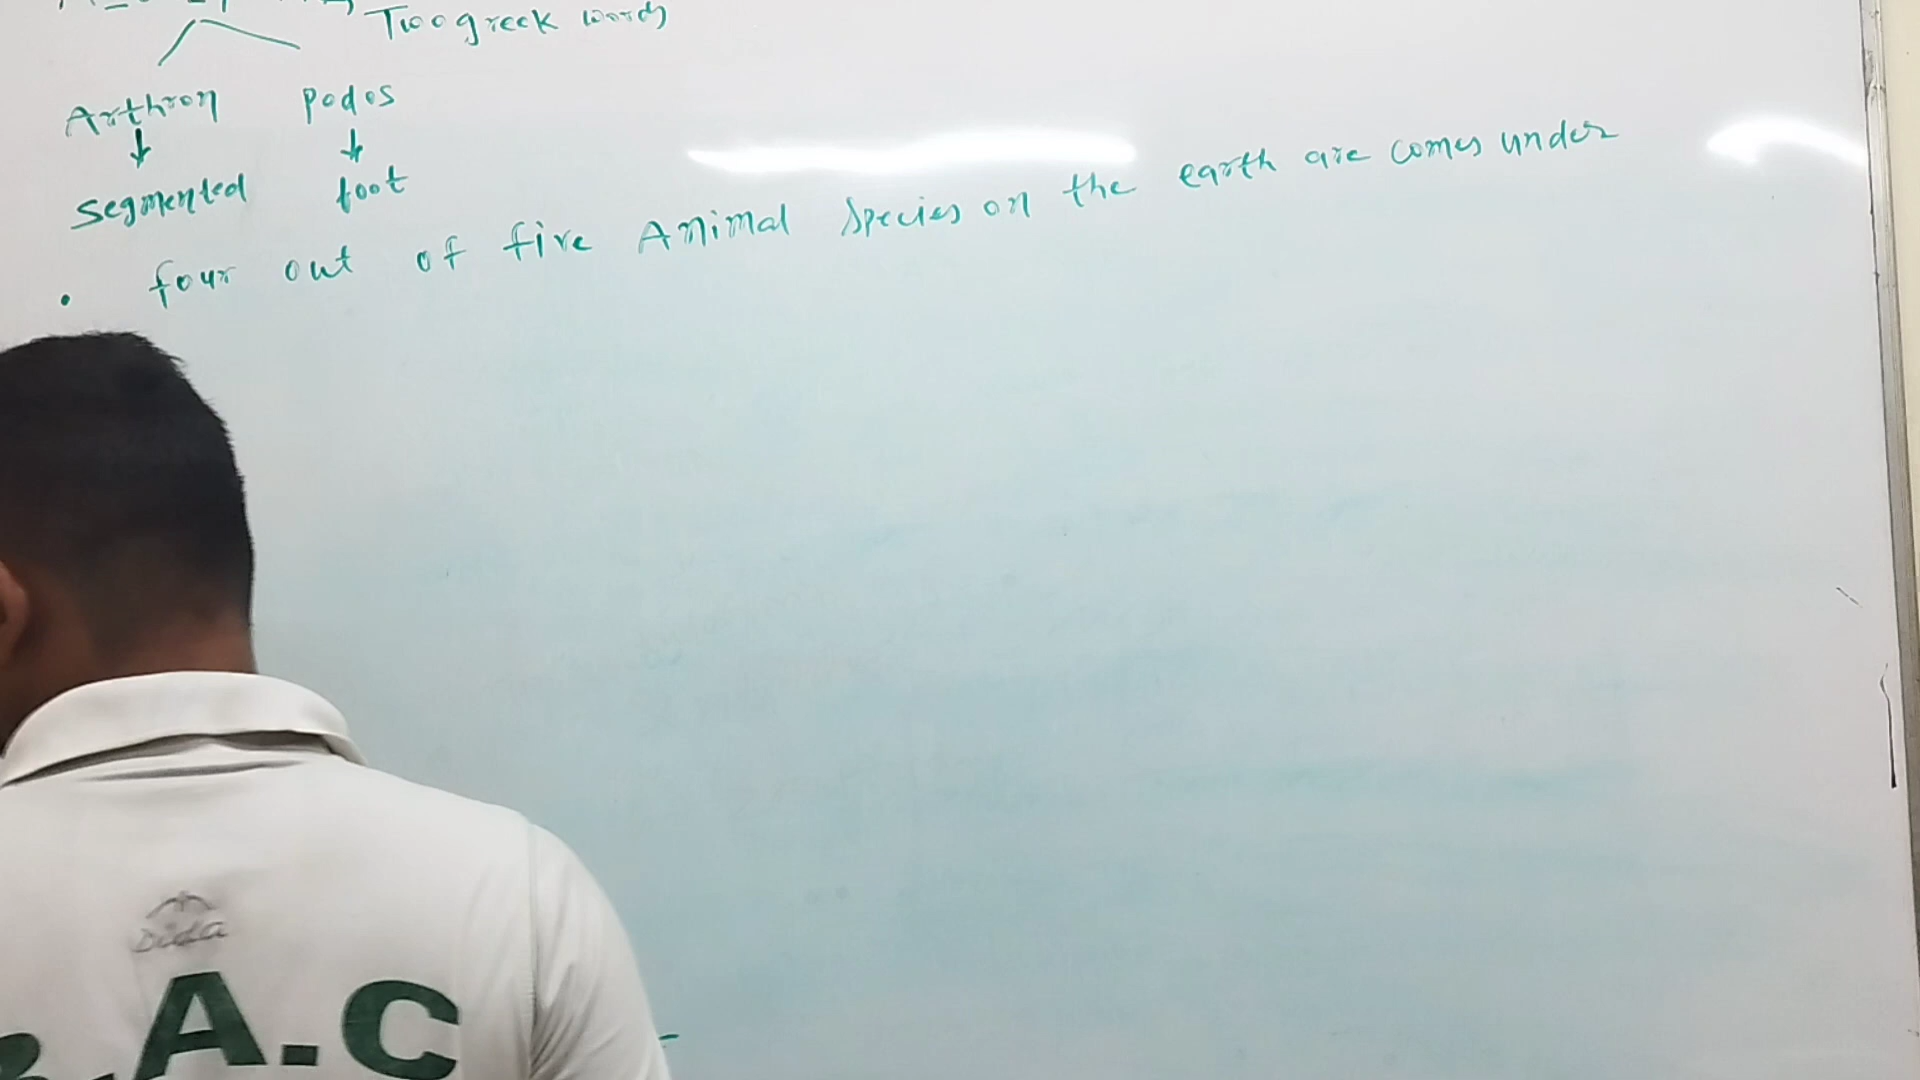 Two greek words
Arthron podos
segmented foot
• four out of five Animal species on the earth are comes under
Dida
.A.C